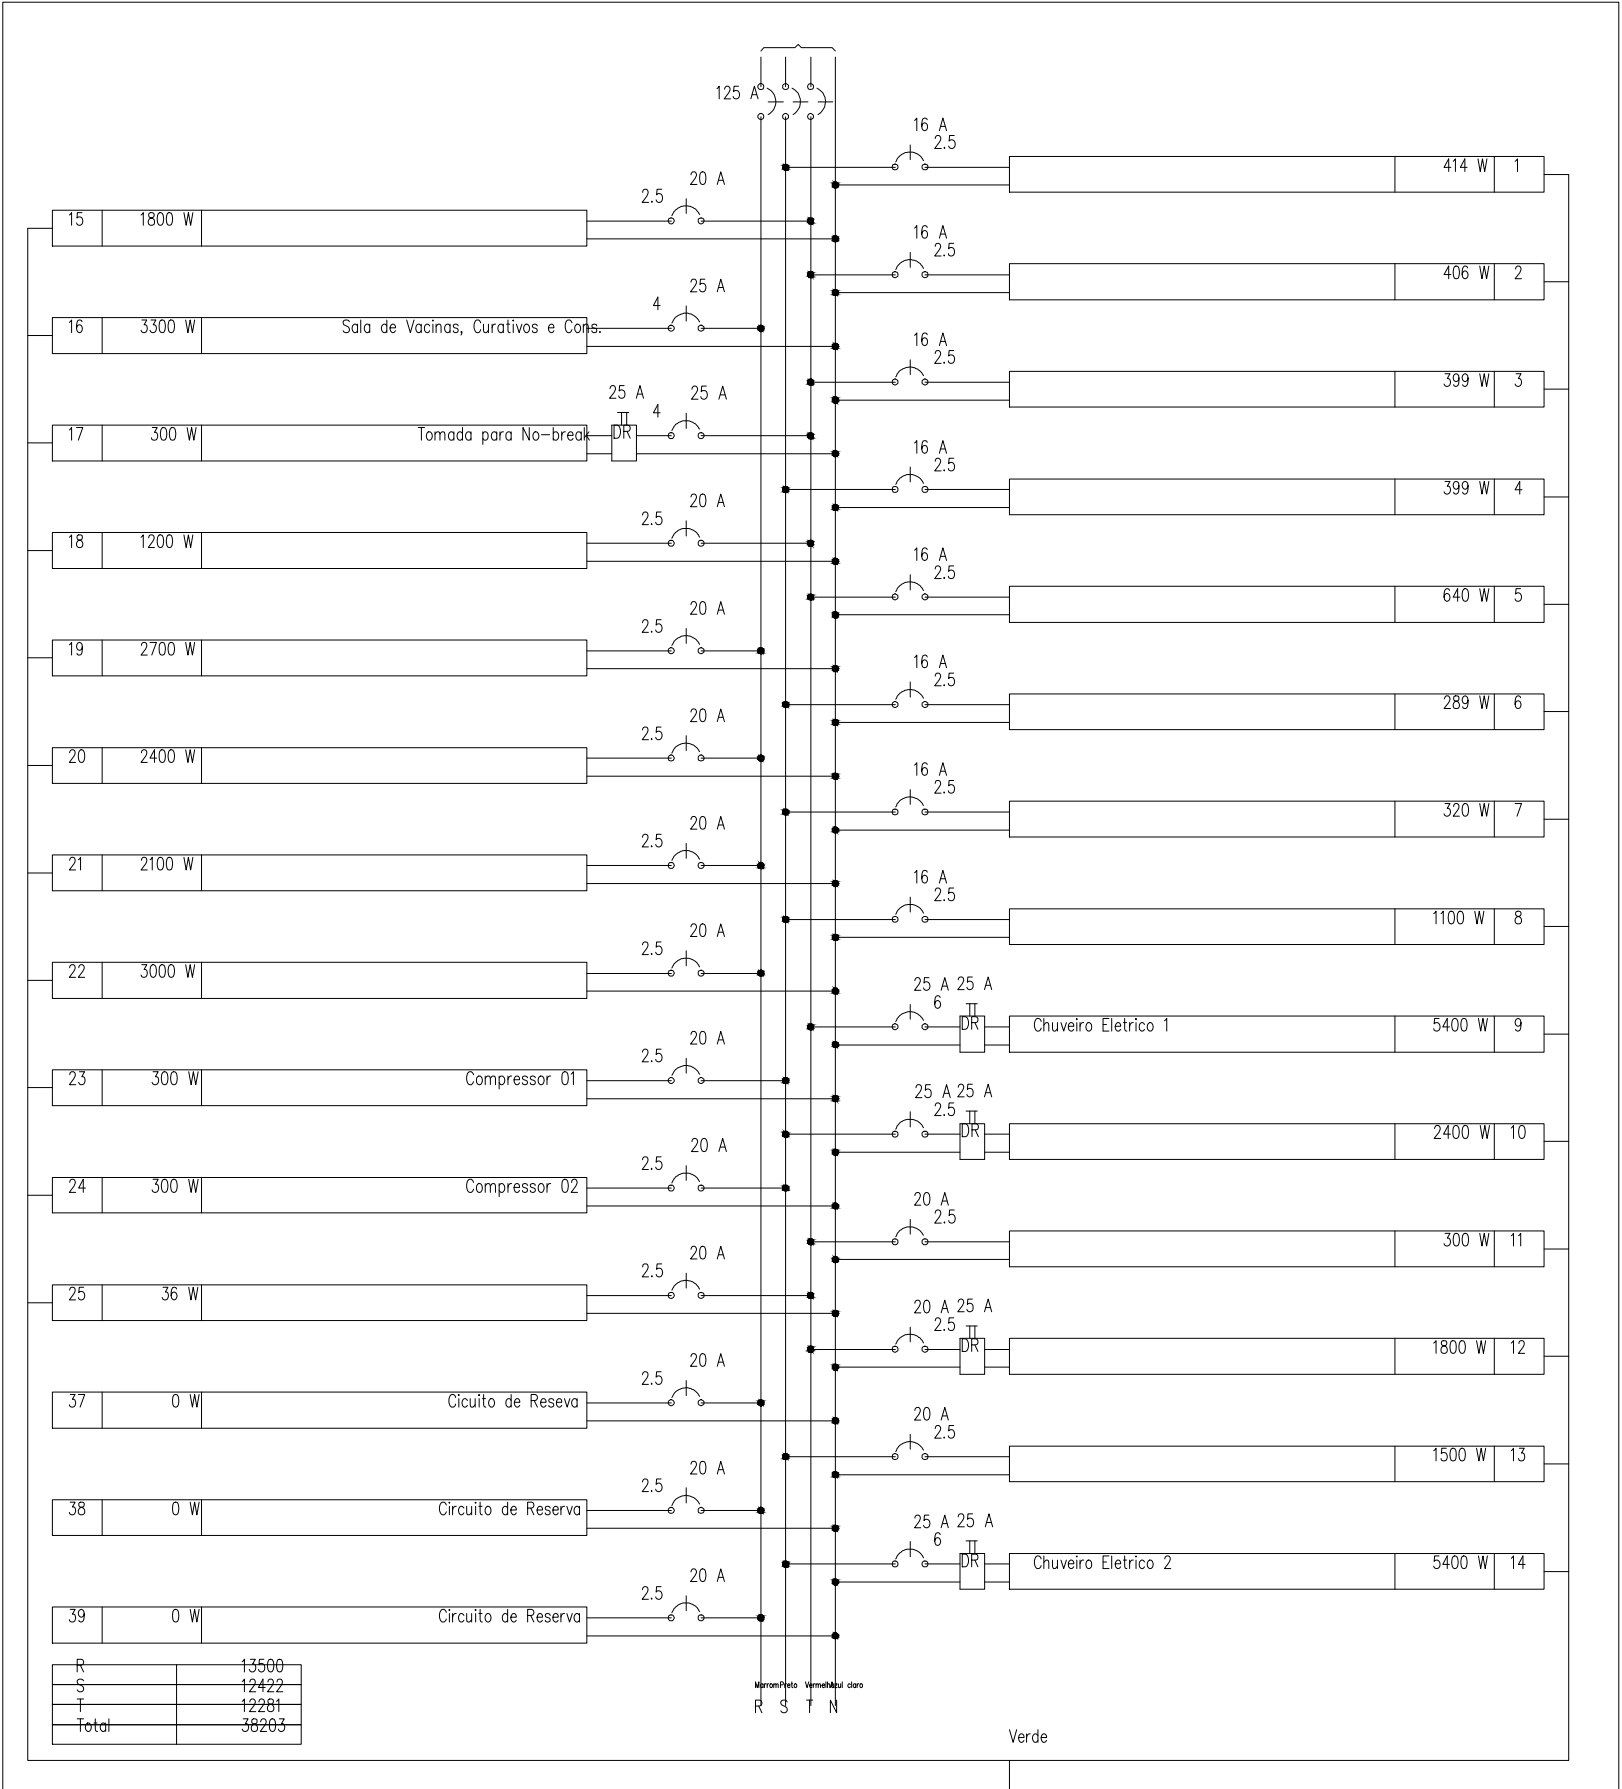 125 A
16 A
2.5
414 W 1
20 A
2.5
15 1800 W
16 A
2.5
406 W 2
25 A
4
16 3300 W Sala de Vacinas, Curativos e Cons.
16 A
2.5
399 W 3
25 A 25 A
4
17 300 W Tomada para No-break DR
16 A
2.5
399 W 4
20 A
2.5
18 1200 W
16 A
2.5
640 W 5
20 A
2.5
19 2700 W
16 A
2.5
289 W 6
20 A
2.5
20 2400 W
16 A
2.5
320 W 7
20 A
2.5
21 2100 W
16 A
2.5
1100 W 8
20 A
2.5
22 3000 W
25 A 25 A
6
DR Chuveiro Eletrico 1 5400 W 9
20 A
2.5
23 300 W Compressor 01
25 A 25 A
2.5
DR 2400 W 10
20 A
2.5
24 300 W Compressor 02
20 A
2.5
300 W 11
20 A
2.5
25 36 W
20 A 25 A
2.5
DR 1800 W 12
20 A
2.5
37 0 W Cicuito de Reseva
20 A
2.5
1500 W 13
20 A
2.5
38 0 W Circuito de Reserva
25 A 25 A
6
DR Chuveiro Eletrico 2 5400 W 14
20 A
2.5
39 0 W Circuito de Reserva
R 13500
S 12422
T 12281
Total 38203
Marrom Preto Vermelho Azul claro
R S T N
Verde